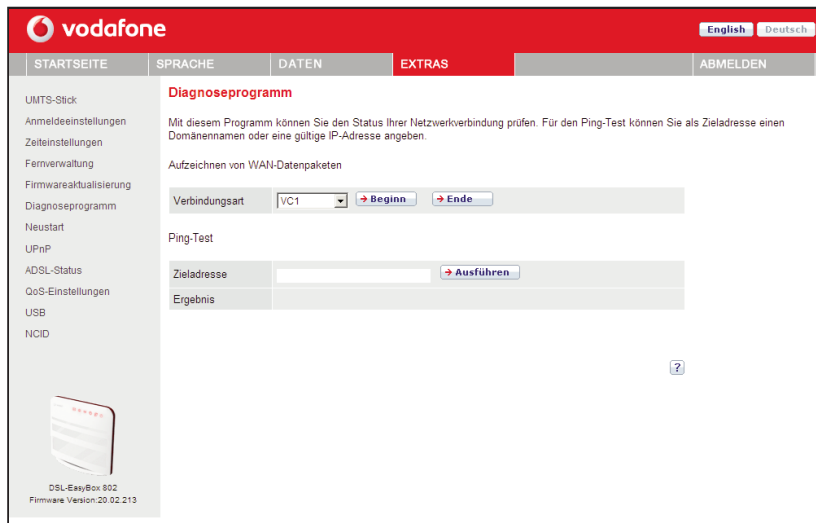 vodafone
English Deutsch
STARTSEITE SPRACHE DATEN EXTRAS ABMELDEN
UMTS-Stick
Anmeldeeinstellungen
Zeiteinstellungen
Fernverwaltung
Firmwareaktualisierung
Diagnoseprogramm
Neustart
UPnP
ADSL-Status
QoS-Einstellungen
USB
NCID
DSL-EasyBox 802
Firmware Version:20.02.213
Diagnoseprogramm
Mit diesem Programm können Sie den Status Ihrer Netzwerkverbindung prüfen. Für den Ping-Test können Sie als Zieladresse einen
Domänennamen oder eine gültige IP-Adresse angeben.
Aufzeichnen von WAN-Datenpaketen
Verbindungsart VC1 Beginn Ende
Ping-Test
Zieladresse Ausführen
Ergebnis
?